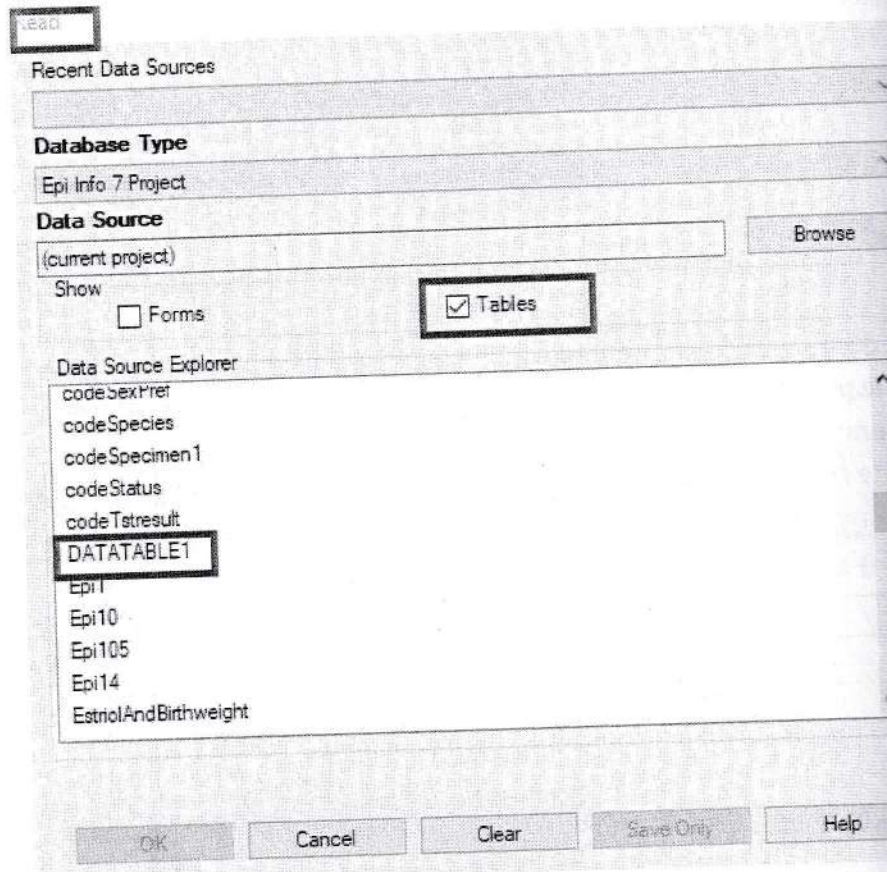 Read
Recent Data Sources
Database Type
Epi Info 7 Project
Data Source
(current project)
Browse
Show
Forms
Tables
Data Source Explorer
codeSexPref
codeSpecies
codeSpecimen1
codeStatus
codeTstresult
DATATABLE1
Epi1
Epi10
Epi105
Epi14
EstriolAndBirthweight
OK
Cancel
Clear
Save Only
Help